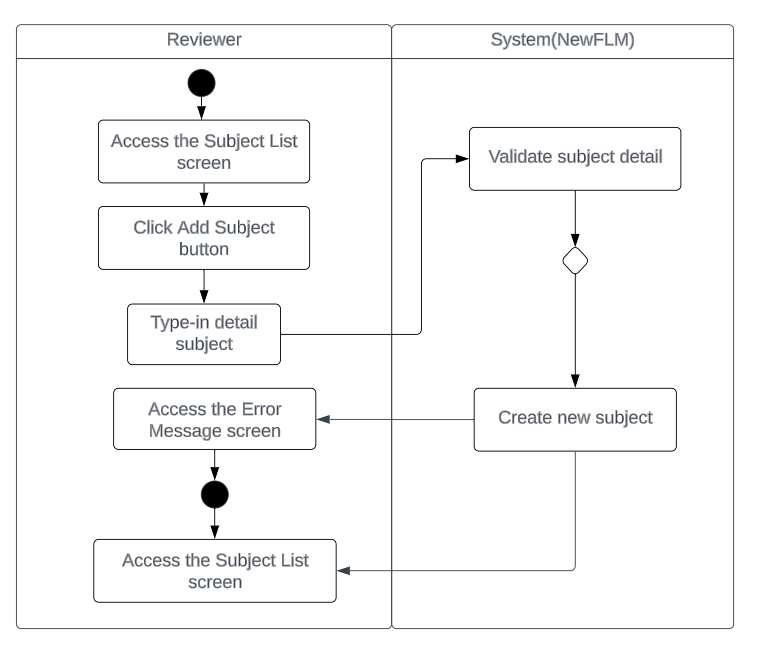 Reviewer
System(NewFLM)
Access the Subject List
screen
Validate subject detail
Click Add Subject
button
Type-in detail
subject
Access the Error
Message screen
Create new subject
Access the Subject List
screen